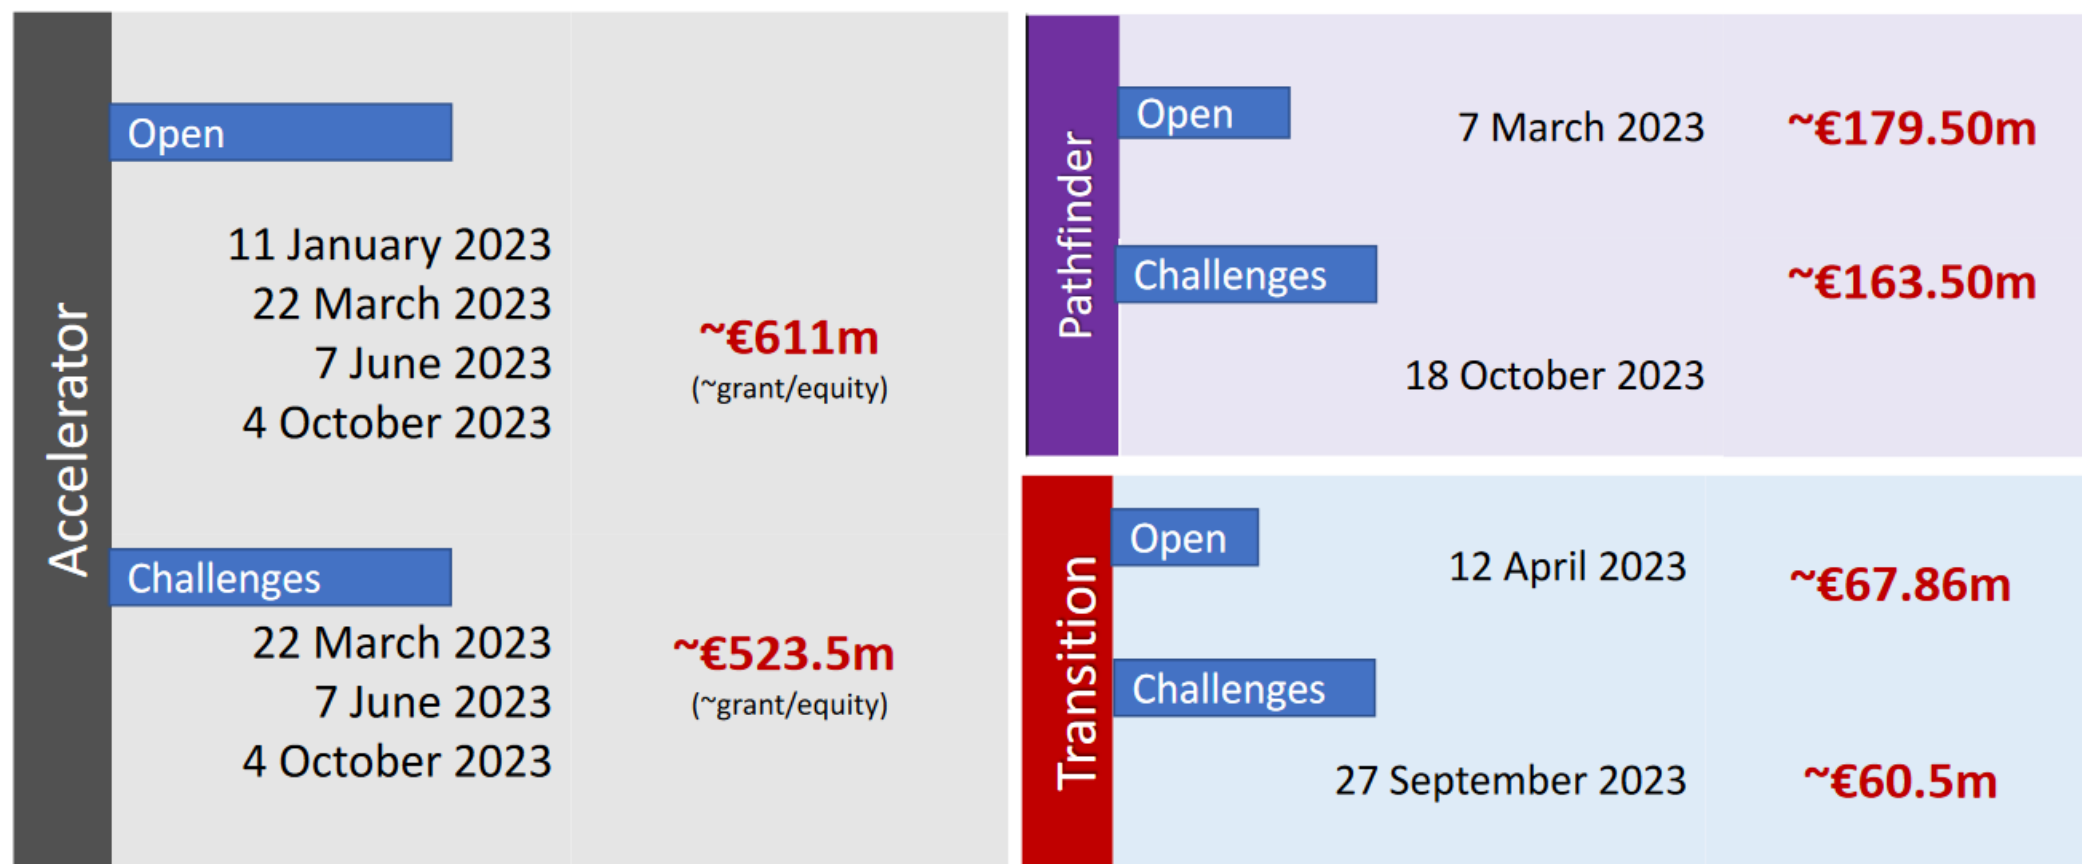 Accelerator
Open
11 January 2023
22 March 2023
7 June 2023
4 October 2023
~€611m
(~grant/equity)
Challenges
22 March 2023
7 June 2023
4 October 2023
~€523.5m
(~grant/equity)
Pathfinder
Open
7 March 2023
~€179.50m
Challenges
~€163.50m
18 October 2023
Transition
Open
12 April 2023
~€67.86m
Challenges
27 September 2023
~€60.5m